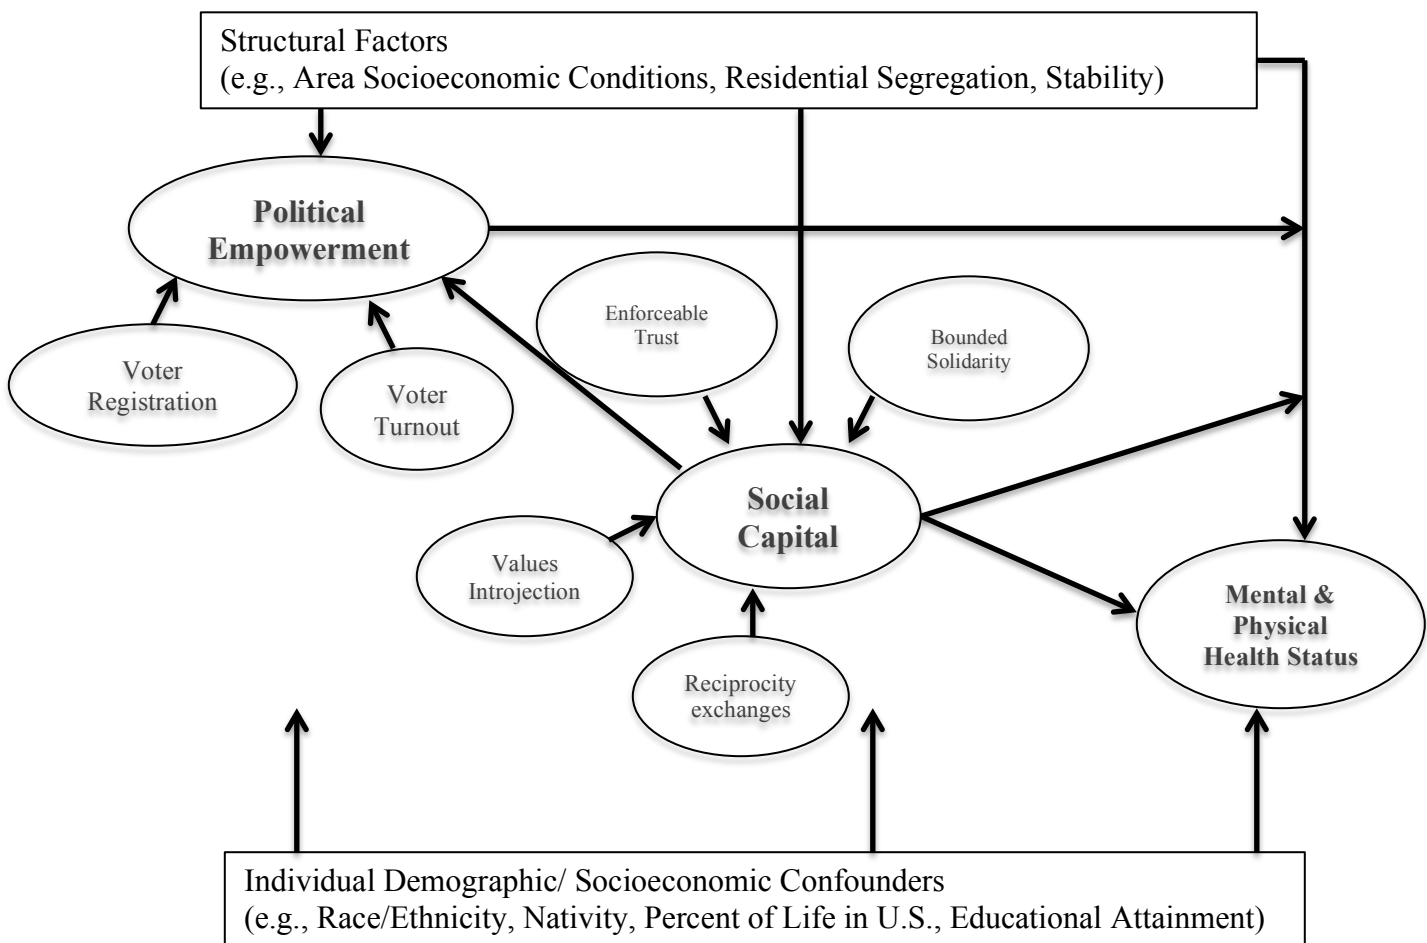 Structural Factors
(e.g., Area Socioeconomic Conditions, Residential Segregation, Stability)
Political
Empowerment
Enforceable
Trust
Bounded
Solidarity
Voter
Registration
Voter
Turnout
Social
Capital
Values
Introjection
Mental &
Physical
Health Status
Reciprocity
exchanges
Individual Demographic/ Socioeconomic Confounders
(e.g., Race/Ethnicity, Nativity, Percent of Life in U.S., Educational Attainment)